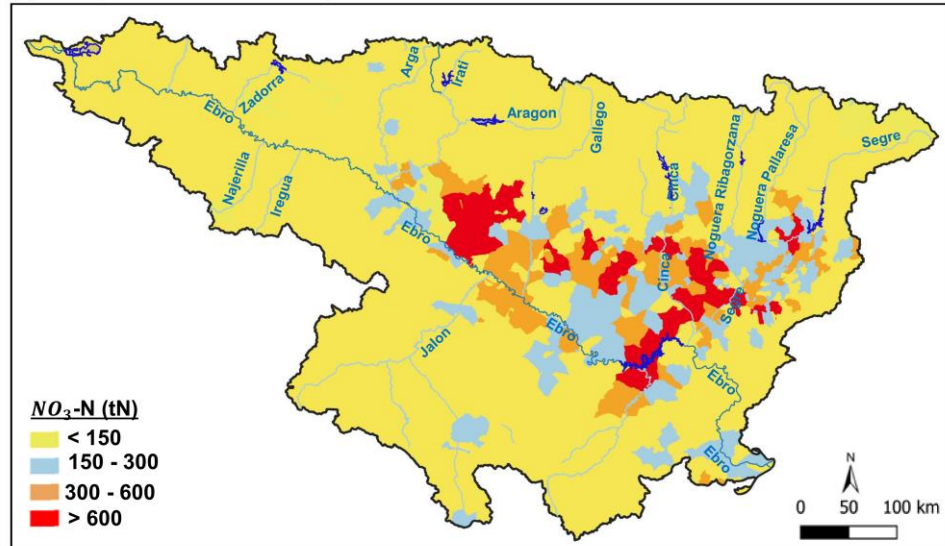 Arga
Irati
Zadorra
Ebro
Aragon
Gallego
Segre
Najerilla
Iregua
Cinca
Noguera Ribagorzana
Noguera Pallaresa
Ebro
Cinca
Segre
Ebro
Jalon
Ebro
Ebro
NO₃-N (tN)
< 150
150 - 300
300 - 600
> 600
N
0 50 100 km